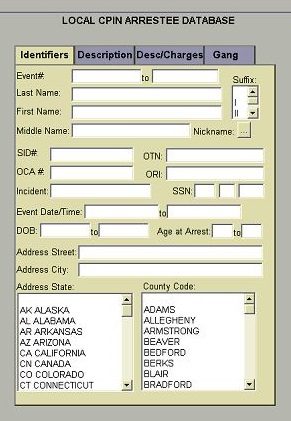 LOCAL CPIN ARRESTEE DATABASE
Identifiers Description Desc/Charges Gang
Event#: to Suffix:
Last Name:
I
First Name:
II
Middle Name: Nickname: ...
SID#: OTN:
OCA #: ORI:
Incident: SSN:
Event Date/Time: to
DOB: to Age at Arrest: to
Address Street:
Address City:
Address State: County Code:
AK ALASKA ADAMS
AL ALABAMA ALLEGHENY
AR ARKANSAS ARMSTRONG
AZ ARIZONA BEAVER
CA CALIFORNIA BEDFORD
CN CANADA BERKS
CO COLORADO BLAIR
CT CONNECTICUT BRADFORD